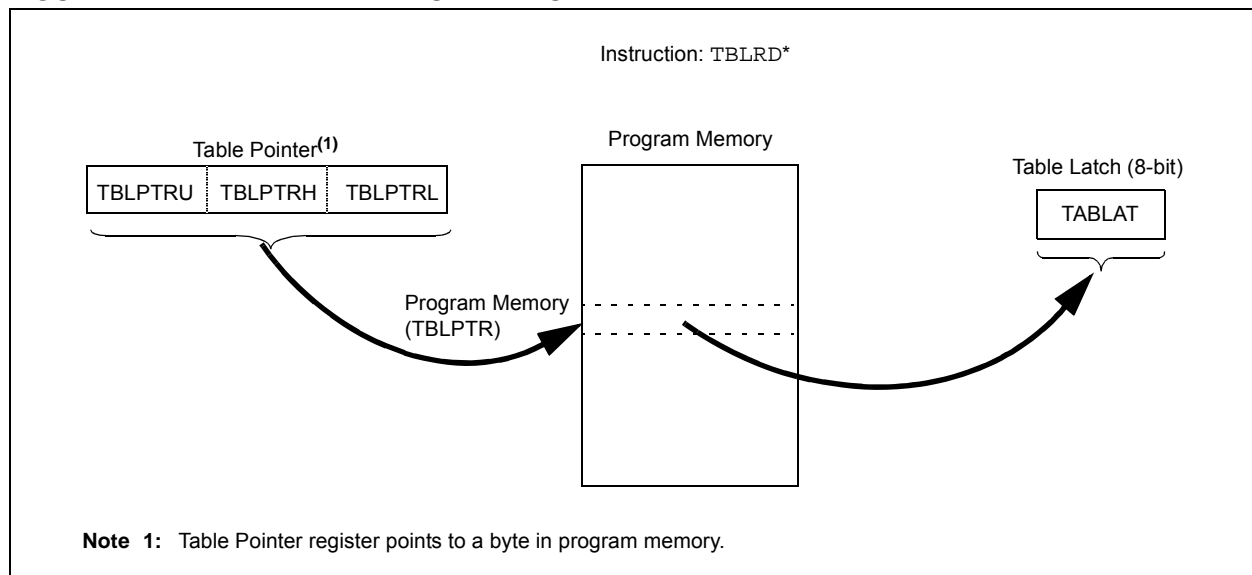 Instruction: TBLRD*
Table Pointer(1)
TBLPTRU TBLPTRH TBLPTRL
Program Memory
Table Latch (8-bit)
TABLAT
Program Memory
(TBLPTR)
Note 1: Table Pointer register points to a byte in program memory.